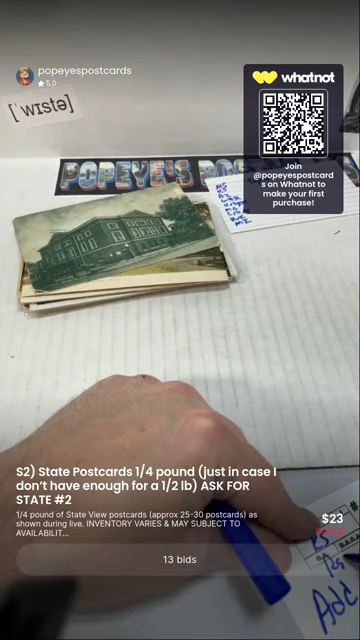 popeyespostcards
★ 5.0
whatnot
['wɪstə]
Join
@popeyespostcard
s on Whatnot to
make your first
purchase!
POPEYE'S POS
S2) State Postcards 1/4 pound (just in case I
don't have enough for a 1/2 lb) ASK FOR
STATE #2
1/4 pound of State View postcards (approx 25-30 postcards) as
shown during live. INVENTORY VARIES & MAY SUBJECT TO
AVAILABILIT...
$23
13 bids
Add